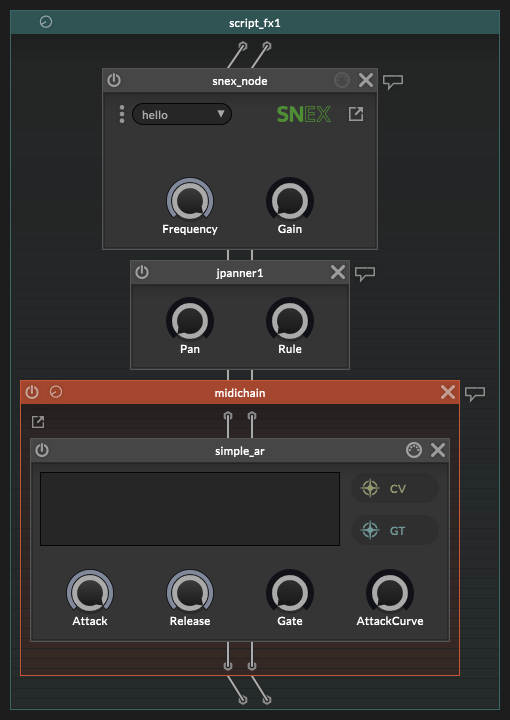 script_fx1
snex_node
hello
SNEX
Frequency
Gain
jpanner1
Pan
Rule
midichain
simple_ar
CV
GT
Attack
Release
Gate
AttackCurve